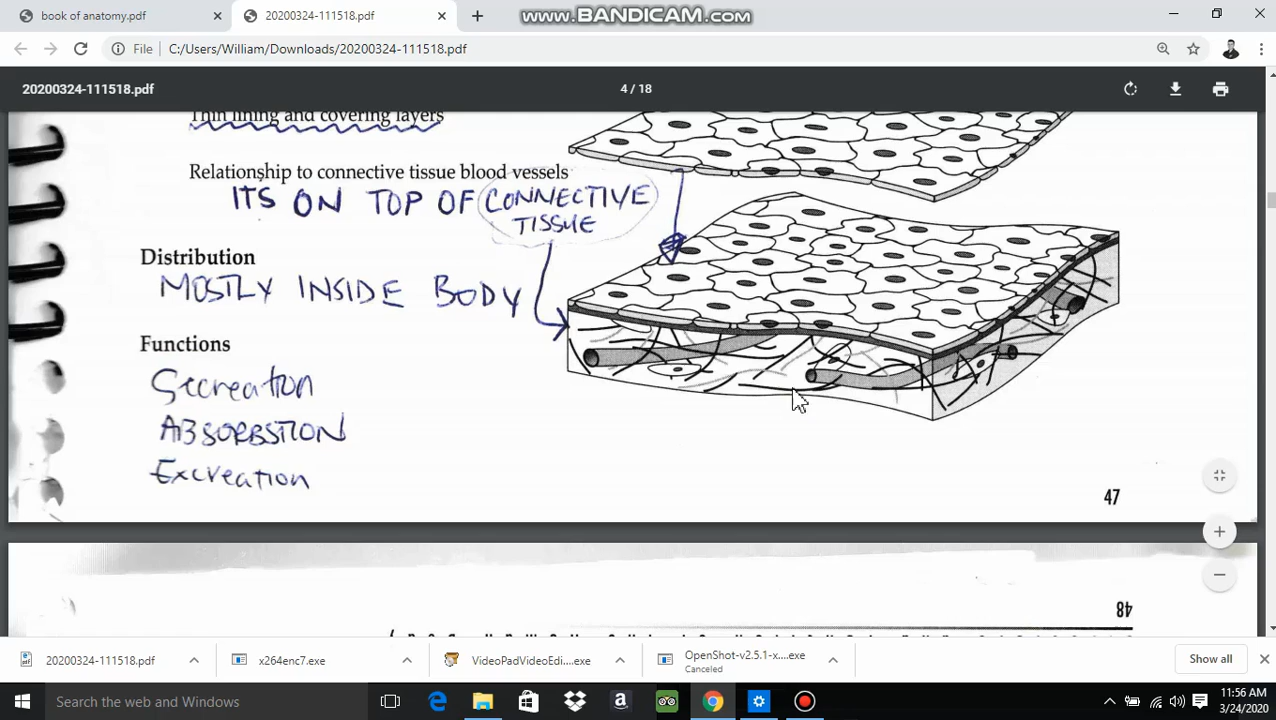 www.BANDICAM.com
book of anatomy.pdf
20200324-111518.pdf
File C:/Users/William/Downloads/20200324-111518.pdf
20200324-111518.pdf
4 / 18
Thin lining and covering layers
Relationship to connective tissue blood vessels
ITS ON TOP OF CONNECTIVE
TISSUE
Distribution
MOSTLY INSIDE BODY
Functions
Secreation
ABSORBSTION
Excreation
47
48
20200324-111518.pdf
x264enc7.exe
VideoPadVideoEdi....exe
OpenShot-v2.5.1-x....exe
Canceled
Show all
Search the web and Windows
11:56 AM
3/24/2020